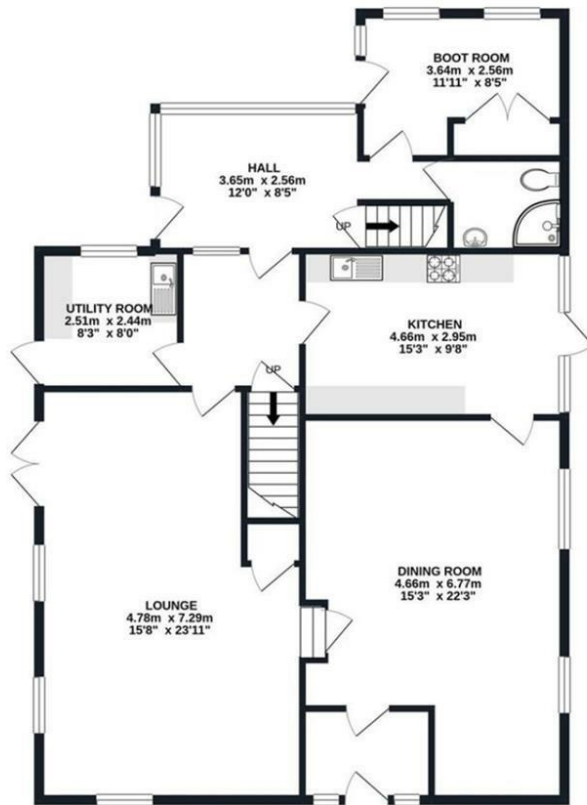 BOOT ROOM
3.64m x 2.56m
11'11" x 8'5"
HALL
3.65m x 2.56m
12'0" x 8'5"
UP
UTILITY ROOM
2.51m x 2.44m
8'3" x 8'0"
KITCHEN
4.66m x 2.95m
15'3" x 9'8"
UP
DINING ROOM
4.66m x 6.77m
15'3" x 22'3"
LOUNGE
4.78m x 7.29m
15'8" x 23'11"